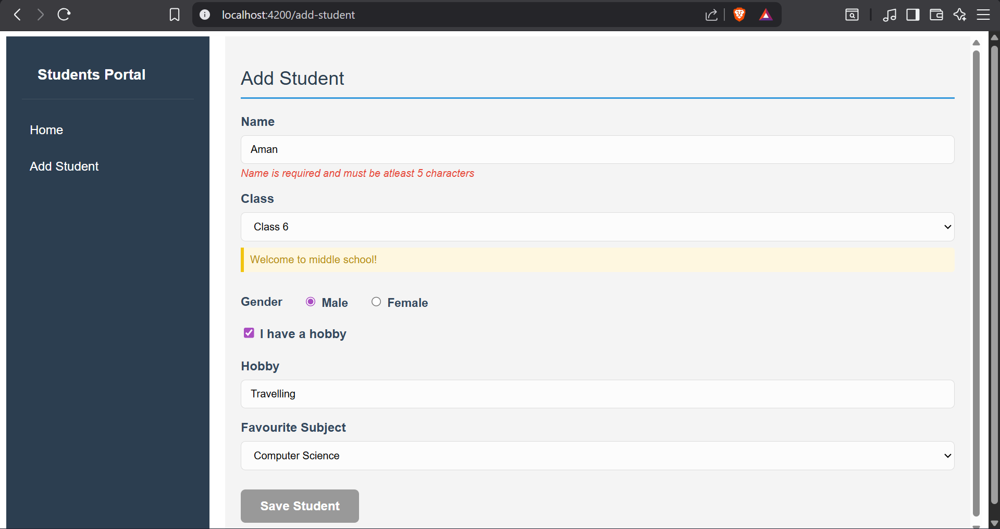 localhost:4200/add-student
Students Portal
Home
Add Student
Add Student
Name
Aman
Name is required and must be atleast 5 characters
Class
Class 6
Welcome to middle school!
Gender Male Female
I have a hobby
Hobby
Travelling
Favourite Subject
Computer Science
Save Student